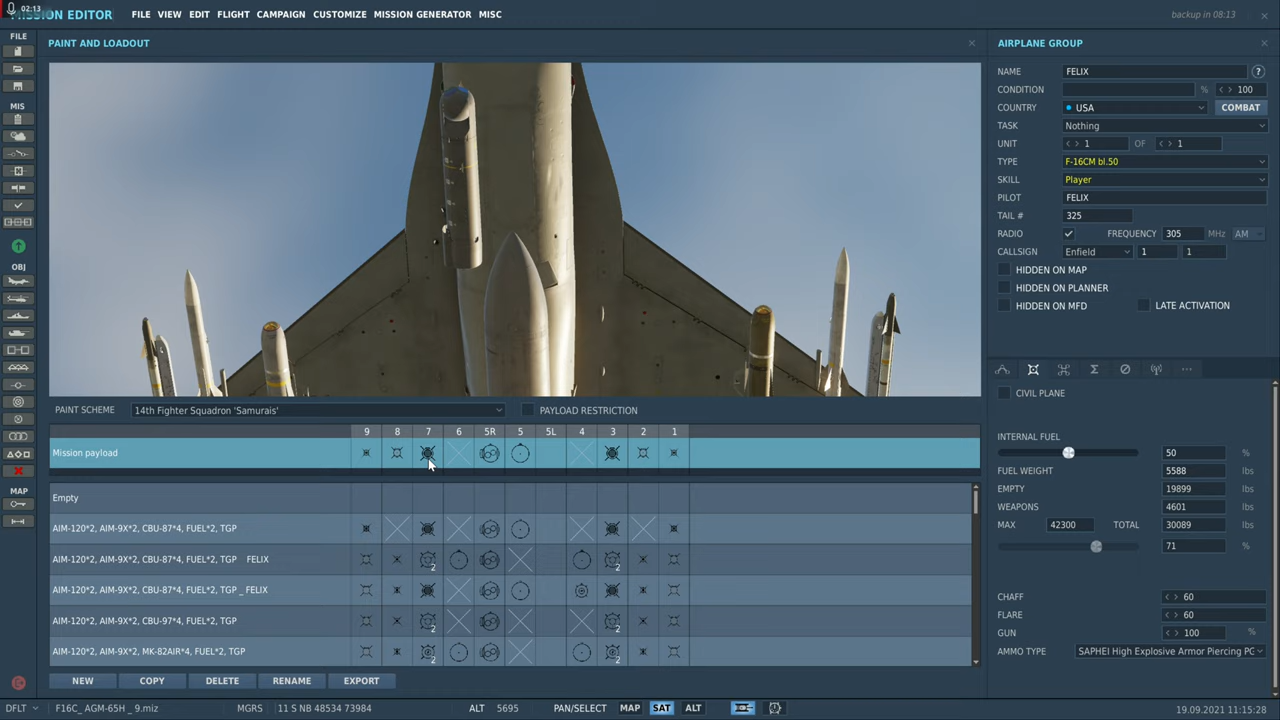 02:13
MISSION EDITOR FILE VIEW EDIT FLIGHT CAMPAIGN CUSTOMIZE MISSION GENERATOR MISC backup in 08:13
FILE
MIS
OBJ
MAP
PAINT AND LOADOUT
PAINT SCHEME 14th Fighter Squadron 'Samurais' PAYLOAD RESTRICTION
9 8 7 6 5R 5 5L 4 3 2 1
Mission payload
Empty
AIM-120*2, AIM-9X*2, CBU-87*4, FUEL*2, TGP
AIM-120*2, AIM-9X*2, CBU-87*4, FUEL*2, TGP FELIX 2 2
AIM-120*2, AIM-9X*2, CBU-87*4, FUEL*2, TGP _ FELIX
AIM-120*2, AIM-9X*2, CBU-97*4, FUEL*2, TGP 2 2
AIM-120*2, AIM-9X*2, MK-82AIR*4, FUEL*2, TGP 2 2
NEW COPY DELETE RENAME EXPORT
AIRPLANE GROUP
NAME FELIX ?
CONDITION % <> 100
COUNTRY USA COMBAT
TASK Nothing
UNIT <> 1 OF <> 1
TYPE F-16CM bl.50
SKILL Player
PILOT FELIX
TAIL # 325
RADIO FREQUENCY 305 MHz AM
CALLSIGN Enfield 1 1
HIDDEN ON MAP
HIDDEN ON PLANNER
HIDDEN ON MFD LATE ACTIVATION
CIVIL PLANE
INTERNAL FUEL
50 %
FUEL WEIGHT 5588 lbs
EMPTY 19899 lbs
WEAPONS 4601 lbs
MAX 42300 TOTAL 30089 lbs
71 %
CHAFF <> 60
FLARE <> 60
GUN <> 100 %
AMMO TYPE SAPHEI High Explosive Armor Piercing PG
DFLT F16C_ AGM-65H _ 9.miz MGRS 11 S NB 48534 73984 ALT 5695 PAN/SELECT MAP SAT ALT 19.09.2021 11:15:28